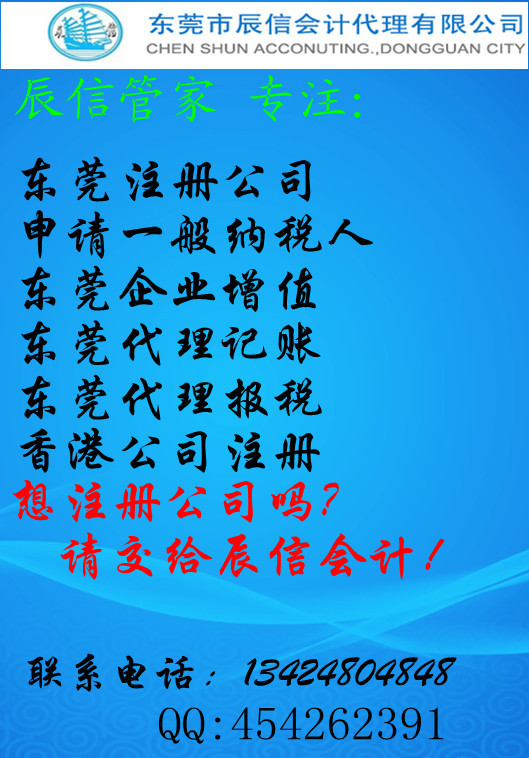 东莞市辰信会计代理有限公司
CHEN SHUN ACCONUTING.,DONGGUAN CITY
辰信管家 专注:
东莞注册公司
申请一般纳税人
东莞企业增值
东莞代理记账
东莞代理报税
香港公司注册
想注册公司吗?
请交给辰信会计!
联系电话: 13424804848
QQ:454262391